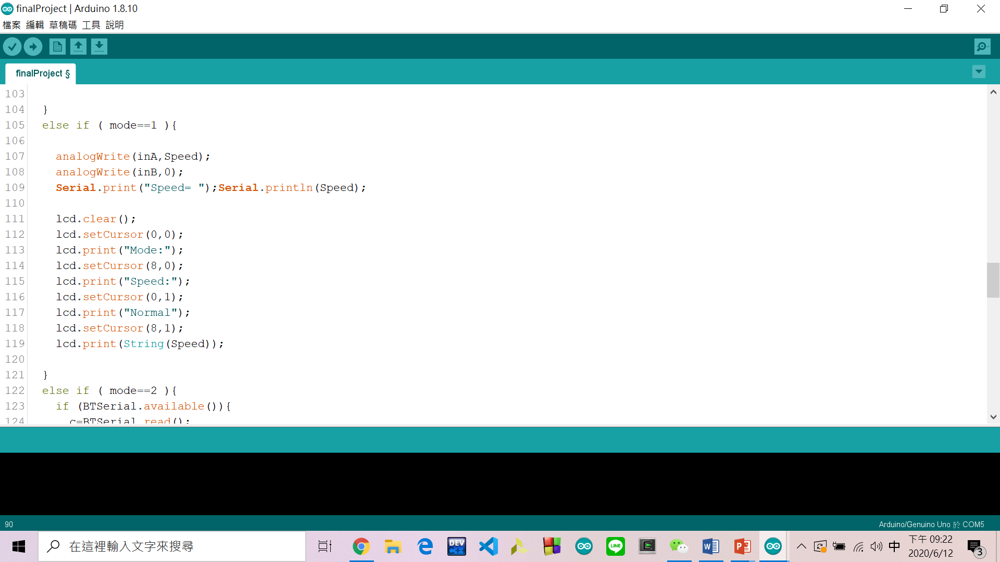 finalProject | Arduino 1.8.10
檔案 編輯 草稿碼 工具 說明
finalProject §
103
104 }
105 else if ( mode==1 ){
106
107 analogWrite(inA,Speed);
108 analogWrite(inB,0);
109 Serial.print("Speed= ");Serial.println(Speed);
110
111 lcd.clear();
112 lcd.setCursor(0,0);
113 lcd.print("Mode:");
114 lcd.setCursor(8,0);
115 lcd.print("Speed:");
116 lcd.setCursor(0,1);
117 lcd.print("Normal");
118 lcd.setCursor(8,1);
119 lcd.print(String(Speed));
120
121 }
122 else if ( mode==2 ){
123 if (BTSerial.available()){
124 c=BTSerial.read();
90
Arduino/Genuino Uno 於 COM5
在這裡輸入文字來搜尋
DEV C++
LINE
中
下午 09:22
2020/6/12
3